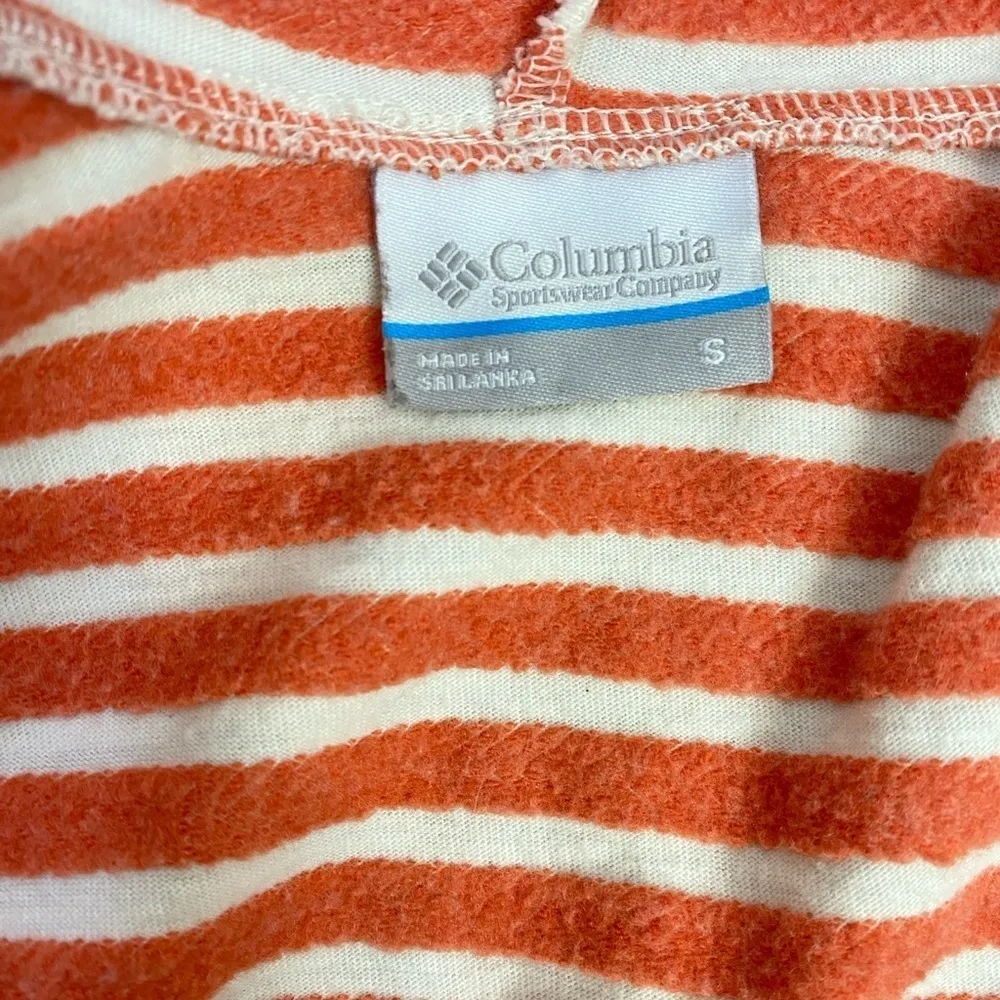 Columbia
Sportswear Company
MADE IN
SRI LANKA
S